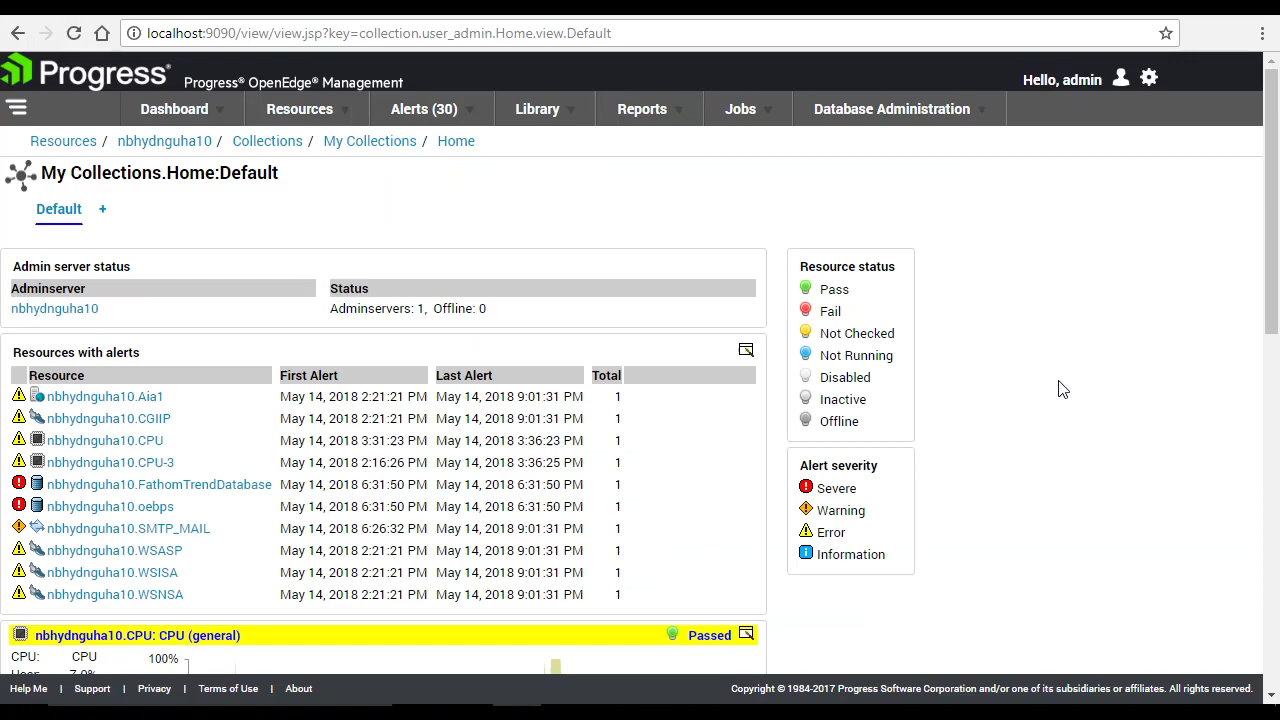 localhost:9090/view/view.jsp?key=collection.user_admin.Home.view.Default
Progress® Progress® OpenEdge® Management Hello, admin
Dashboard Resources Alerts (30) Library Reports Jobs Database Administration
Resources / nbhydnguha10 / Collections / My Collections / Home
My Collections.Home:Default
Default +
Admin server status
Adminserver Status
nbhydnguha10 Adminservers: 1, Offline: 0
Resources with alerts
Resource First Alert Last Alert Total
nbhydnguha10.Aia1 May 14, 2018 2:21:21 PM May 14, 2018 9:01:31 PM 1
nbhydnguha10.CGIIP May 14, 2018 2:21:21 PM May 14, 2018 9:01:31 PM 1
nbhydnguha10.CPU May 14, 2018 3:31:23 PM May 14, 2018 3:36:23 PM 1
nbhydnguha10.CPU-3 May 14, 2018 2:16:26 PM May 14, 2018 3:36:25 PM 1
nbhydnguha10.FathomTrendDatabase May 14, 2018 6:31:50 PM May 14, 2018 6:31:50 PM 1
nbhydnguha10.oebps May 14, 2018 6:31:50 PM May 14, 2018 6:31:50 PM 1
nbhydnguha10.SMTP_MAIL May 14, 2018 6:26:32 PM May 14, 2018 9:01:31 PM 1
nbhydnguha10.WSASP May 14, 2018 2:21:21 PM May 14, 2018 9:01:31 PM 1
nbhydnguha10.WSISA May 14, 2018 2:21:21 PM May 14, 2018 9:01:31 PM 1
nbhydnguha10.WSNSA May 14, 2018 2:21:21 PM May 14, 2018 9:01:31 PM 1
nbhydnguha10.CPU: CPU (general) Passed
CPU: CPU 100%
Resource status
Pass
Fail
Not Checked
Not Running
Disabled
Inactive
Offline
Alert severity
Severe
Warning
Error
Information
Help Me | Support | Privacy | Terms of Use | About
Copyright © 1984-2017 Progress Software Corporation and/or one of its subsidiaries or affiliates. All rights reserved.